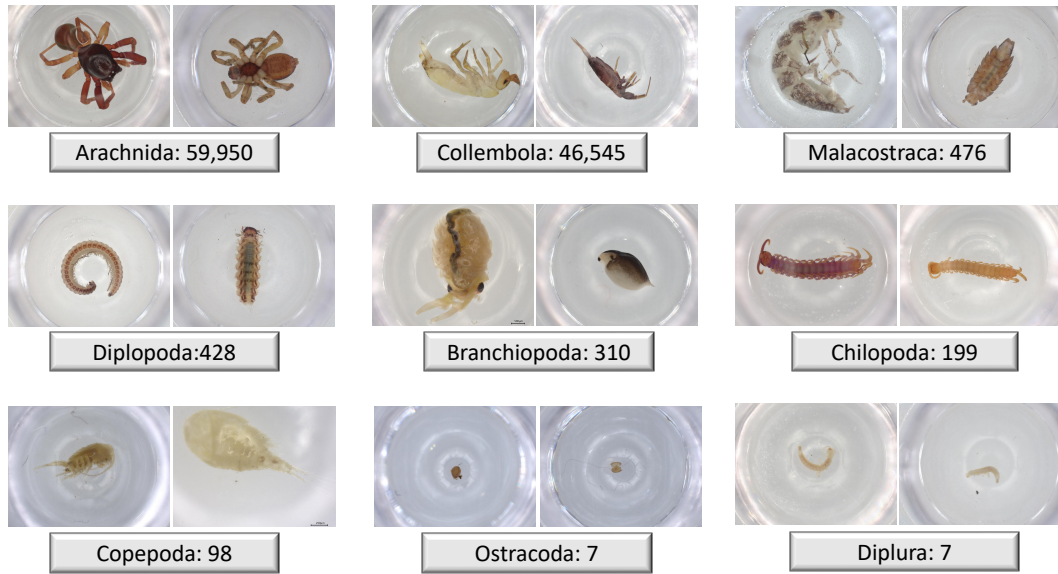 Arachnida: 59,950
Collembola: 46,545
Malacostraca: 476
Diplopoda:428
Branchiopoda: 310
Chilopoda: 199
Copepoda: 98
Ostracoda: 7
Diplura: 7